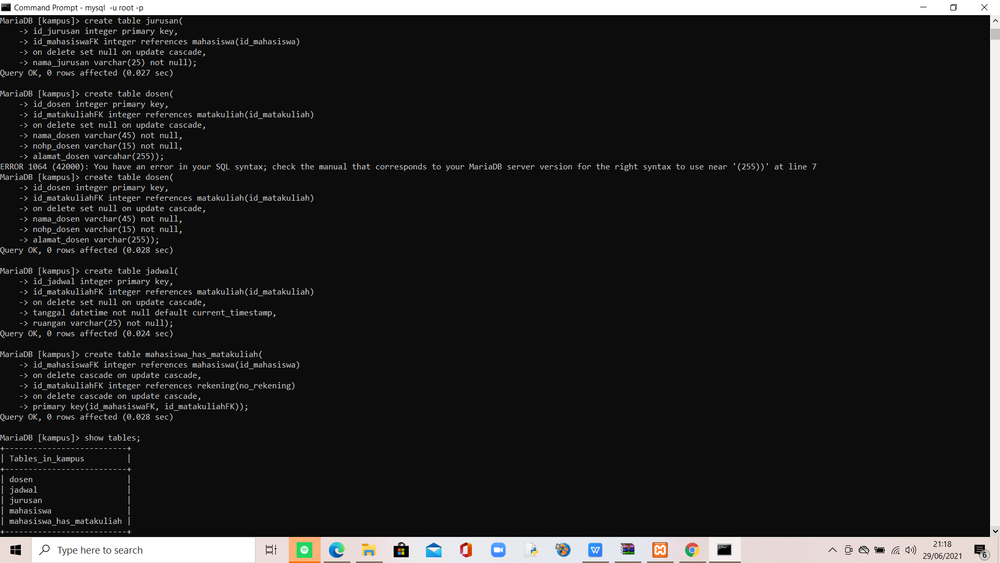 Command Prompt - mysql  -u root -p
MariaDB [kampus]> create table jurusan(
    -> id_jurusan integer primary key,
    -> id_mahasiswaFK integer references mahasiswa(id_mahasiswa)
    -> on delete set null on update cascade,
    -> nama_jurusan varchar(25) not null);
Query OK, 0 rows affected (0.027 sec)

MariaDB [kampus]> create table dosen(
    -> id_dosen integer primary key,
    -> id_matakuliahFK integer references matakuliah(id_matakuliah)
    -> on delete set null on update cascade,
    -> nama_dosen varchar(45) not null,
    -> nohp_dosen varchar(15) not null,
    -> alamat_dosen varcahar(255));
ERROR 1064 (42000): You have an error in your SQL syntax; check the manual that corresponds to your MariaDB server version for the right syntax to use near '(255))' at line 7
MariaDB [kampus]> create table dosen(
    -> id_dosen integer primary key,
    -> id_matakuliahFK integer references matakuliah(id_matakuliah)
    -> on delete set null on update cascade,
    -> nama_dosen varchar(45) not null,
    -> nohp_dosen varchar(15) not null,
    -> alamat_dosen varchar(255));
Query OK, 0 rows affected (0.028 sec)

MariaDB [kampus]> create table jadwal(
    -> id_jadwal integer primary key,
    -> id_matakuliahFK integer references matakuliah(id_matakuliah)
    -> on delete set null on update cascade,
    -> tanggal datetime not null default current_timestamp,
    -> ruangan varchar(25) not null);
Query OK, 0 rows affected (0.024 sec)

MariaDB [kampus]> create table mahasiswa_has_matakuliah(
    -> id_mahasiswaFK integer references mahasiswa(id_mahasiswa)
    -> on delete cascade on update cascade,
    -> id_matakuliahFK integer references rekening(no_rekening)
    -> on delete cascade on update cascade,
    -> primary key(id_mahasiswaFK, id_matakuliahFK));
Query OK, 0 rows affected (0.028 sec)

MariaDB [kampus]> show tables;
+--------------------------+
| Tables_in_kampus         |
+--------------------------+
| dosen                    |
| jadwal                   |
| jurusan                  |
| mahasiswa                |
| mahasiswa_has_matakuliah |
+--------------------------+
Type here to search
W
21:18
29/06/2021
6